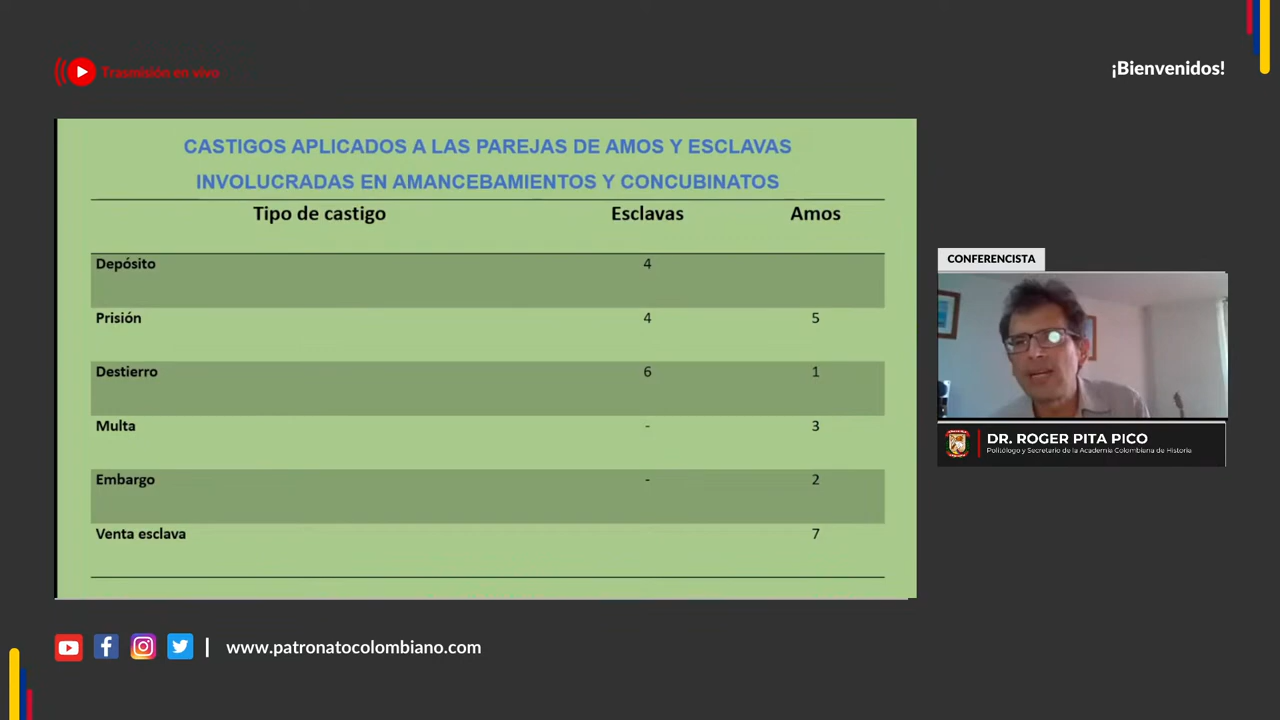 Trasmisión en vivo
¡Bienvenidos!
CASTIGOS APLICADOS A LAS PAREJAS DE AMOS Y ESCLAVAS
INVOLUCRADAS EN AMANCEBAMIENTOS Y CONCUBINATOS
Tipo de castigo Esclavas Amos
Depósito 4
Prisión 4 5
Destierro 6 1
Multa - 3
Embargo - 2
Venta esclava 7
CONFERENCISTA
DR. ROGER PITA PICO
Politólogo y Secretario de la Academia Colombiana de Historia
www.patronatocolombiano.com